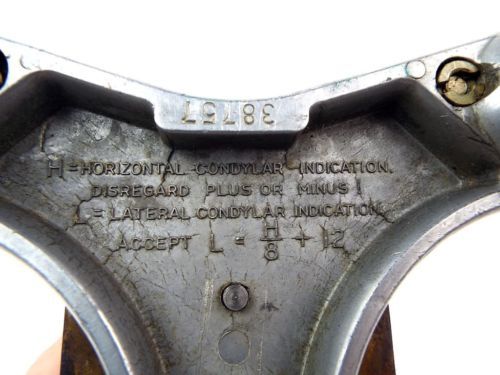 38757
H=HORIZONTAL CONDYLAR INDICATION.
DISREGARD PLUS OR MINUS!
L=LATERAL CONDYLAR INDICATION
ACCEPT L = H/8 + 12